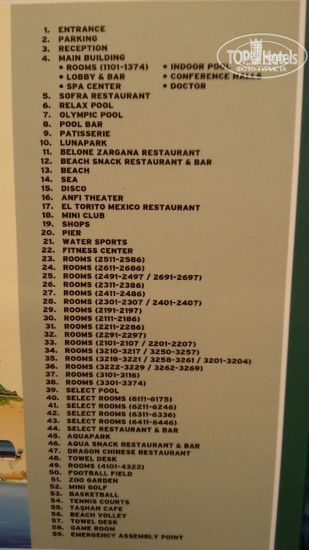 TOP Hotels
ФОТО ТУРИСТА
1. ENTRANCE
2. PARKING
3. RECEPTION
4. MAIN BUILDING
• ROOMS (1101-1374) • INDOOR POOL
• LOBBY & BAR • CONFERENCE HALLS
• SPA CENTER • DOCTOR
5. SOFRA RESTAURANT
6. RELAX POOL
7. OLYMPIC POOL
8. POOL BAR
9. PATISSERIE
10. LUNAPARK
11. BELONE ZARGANA RESTAURANT
12. BEACH SNACK RESTAURANT & BAR
13. BEACH
14. SEA
15. DISCO
16. ANFI THEATER
17. EL TORITO MEXICO RESTAURANT
18. MINI CLUB
19. SHOPS
20. PIER
21. WATER SPORTS
22. FITNESS CENTER
23. ROOMS (2511-2586)
24. ROOMS (2611-2686)
25. ROOMS (2491-2497 / 2691-2697)
26. ROOMS (2311-2386)
27. ROOMS (2411-2486)
28. ROOMS (2301-2307 / 2401-2407)
29. ROOMS (2191-2197)
30. ROOMS (2111-2186)
31. ROOMS (2211-2286)
32. ROOMS (2291-2297)
33. ROOMS (2101-2107 / 2201-2207)
34. ROOMS (3210-3217 / 3250-3257)
35. ROOMS (3218-3221 / 3258-3261 / 3201-3204)
36. ROOMS (3222-3229 / 3262-3269)
37. ROOMS (3101-3116)
38. ROOMS (3301-3374)
39. SELECT POOL
40. SELECT ROOMS (6111-6175)
41. SELECT ROOMS (6211-6246)
42. SELECT ROOMS (6311-6336)
43. SELECT ROOMS (6411-6446)
44. SELECT RESTAURANT & BAR
45. AQUAPARK
46. AQUA SNACK RESTAURANT & BAR
47. DRAGON CHINESE RESTAURANT
48. TOWEL DESK
49. ROOMS (4101-4322)
50. FOOTBALL FIELD
51. ZOO GARDEN
52. MINI GOLF
53. BASKETBALL
54. TENNIS COURTS
55. TAŞHAN CAFE
56. BEACH VOLLEY
57. TOWEL DESK
58. GAME ROOM
59. EMERGENCY ASSEMBLY POINT